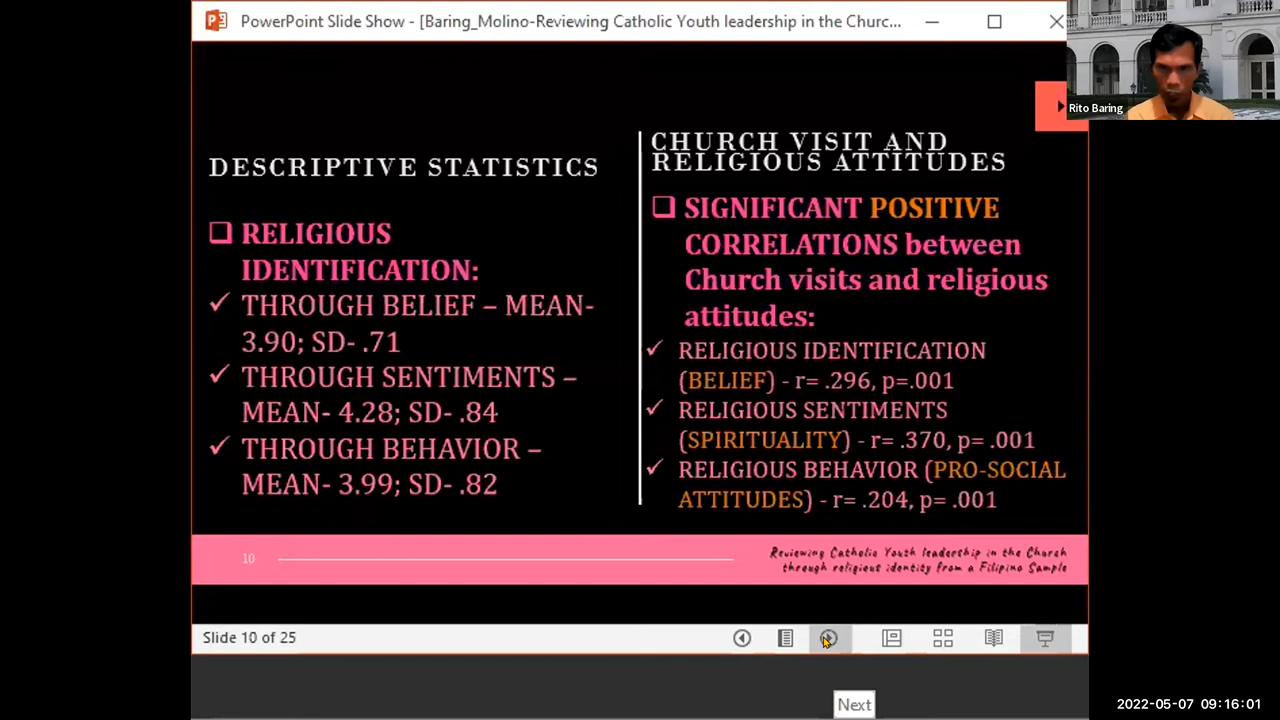 PowerPoint Slide Show - [Baring_Molino-Reviewing Catholic Youth leadership in the Churc...
Rito Baring
DESCRIPTIVE STATISTICS
RELIGIOUS
IDENTIFICATION:
THROUGH BELIEF – MEAN-
3.90; SD- .71
THROUGH SENTIMENTS –
MEAN- 4.28; SD- .84
THROUGH BEHAVIOR –
MEAN- 3.99; SD- .82
CHURCH VISIT AND
RELIGIOUS ATTITUDES
SIGNIFICANT POSITIVE
CORRELATIONS between
Church visits and religious
attitudes:
RELIGIOUS IDENTIFICATION
(BELIEF) - r= .296, p=.001
RELIGIOUS SENTIMENTS
(SPIRITUALITY) - r= .370, p= .001
RELIGIOUS BEHAVIOR (PRO-SOCIAL
ATTITUDES) - r= .204, p= .001
10
Reviewing Catholic Youth leadership in the Church
through religious identity from a Filipino Sample
Slide 10 of 25
Next
2022-05-07 09:16:01